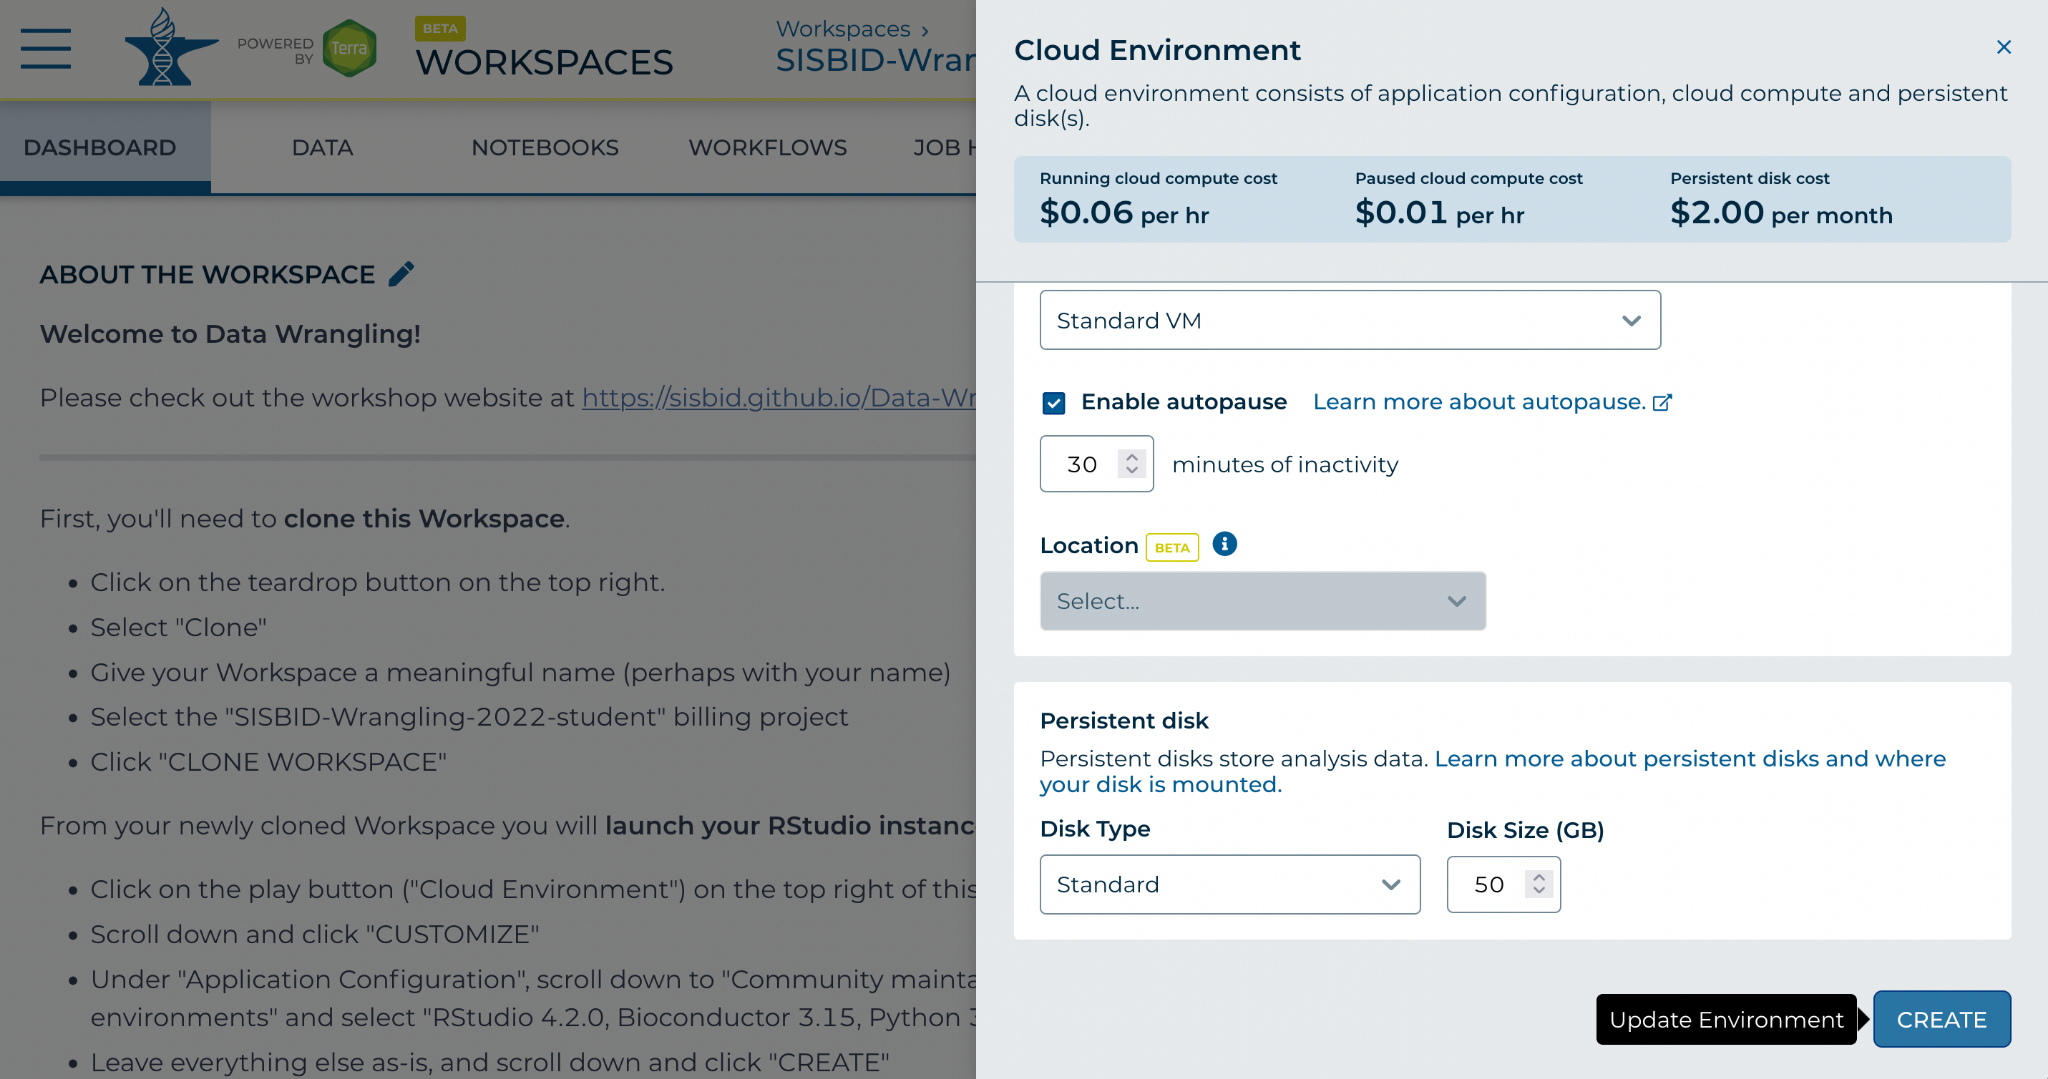 POWERED BY Terra
BETA
WORKSPACES
Workspaces ›
SISBID-Wran
DASHBOARD DATA NOTEBOOKS WORKFLOWS JOB H
ABOUT THE WORKSPACE
Welcome to Data Wrangling!
Please check out the workshop website at https://sisbid.github.io/Data-Wr
First, you'll need to clone this Workspace.
• Click on the teardrop button on the top right.
• Select "Clone"
• Give your Workspace a meaningful name (perhaps with your name)
• Select the "SISBID-Wrangling-2022-student" billing project
• Click "CLONE WORKSPACE"
From your newly cloned Workspace you will launch your RStudio instanc
• Click on the play button ("Cloud Environment") on the top right of this
• Scroll down and click "CUSTOMIZE"
• Under "Application Configuration", scroll down to "Community mainta
environments" and select "RStudio 4.2.0, Bioconductor 3.15, Python 3
• Leave everything else as-is, and scroll down and click "CREATE"
Cloud Environment
A cloud environment consists of application configuration, cloud compute and persistent
disk(s).
Running cloud compute cost
$0.06 per hr
Paused cloud compute cost
$0.01 per hr
Persistent disk cost
$2.00 per month
Standard VM
Enable autopause Learn more about autopause.
30 minutes of inactivity
Location BETA
Select...
Persistent disk
Persistent disks store analysis data. Learn more about persistent disks and where
your disk is mounted.
Disk Type Disk Size (GB)
Standard 50
Update Environment CREATE